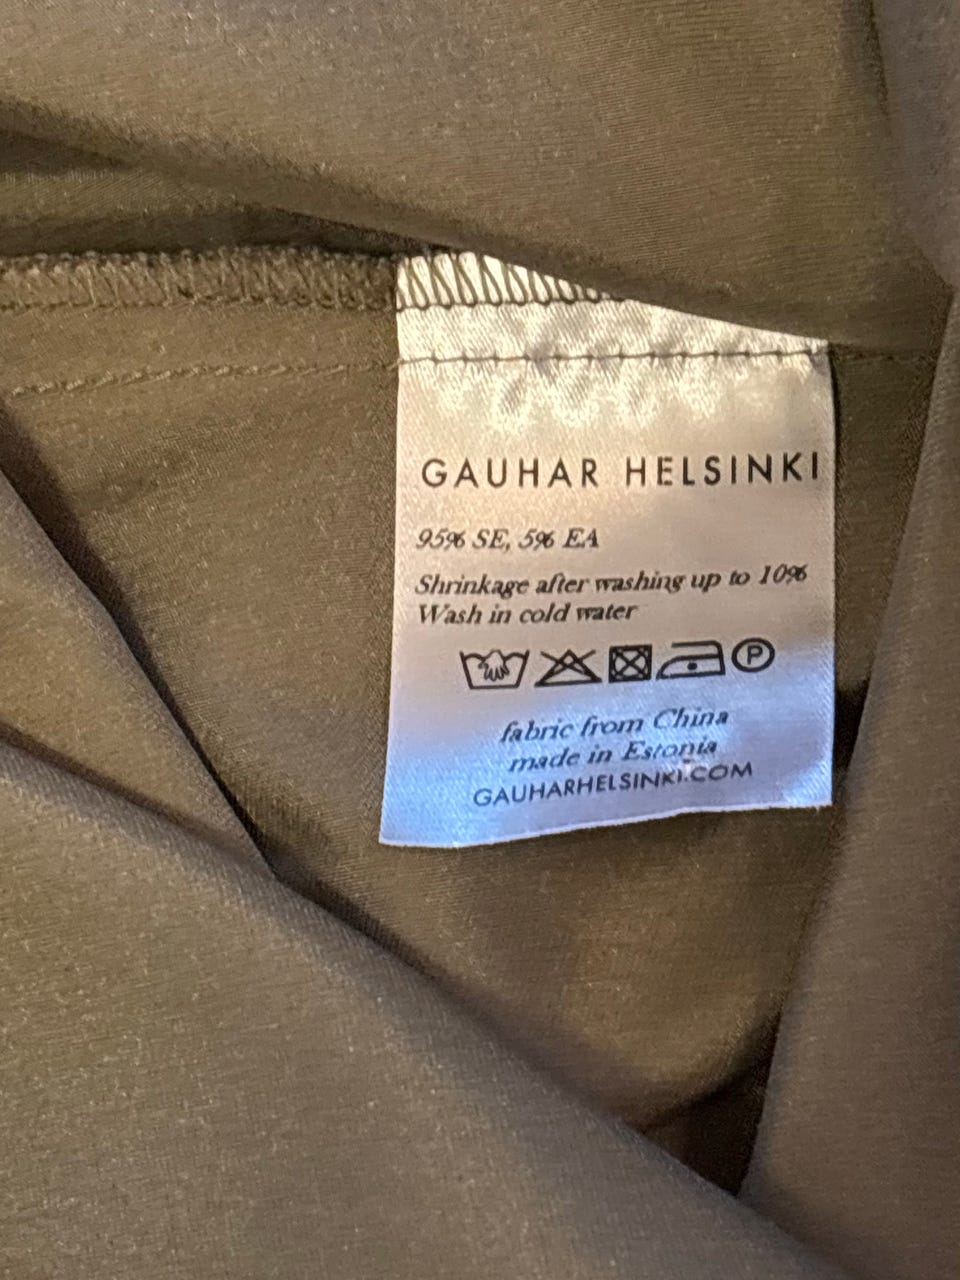 GAUHAR HELSINKI
95% SE, 5% EA
Shrinkage after washing up to 10%
Wash in cold water
P
fabric from China
made in Estonia
GAUHARHELSINKI.COM